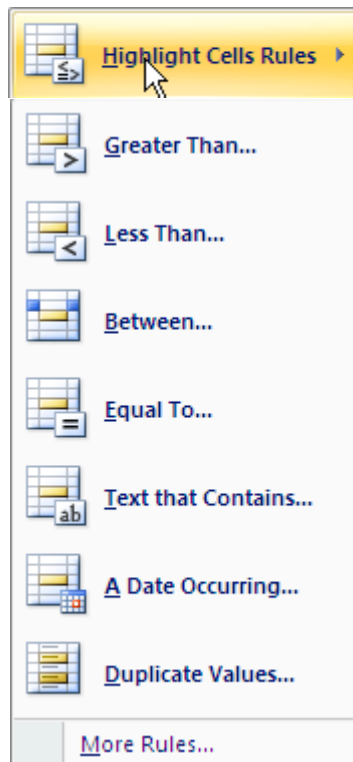 Highlight Cells Rules
Greater Than...
Less Than...
Between...
Equal To...
ab
Text that Contains...
A Date Occurring...
Duplicate Values...
More Rules...